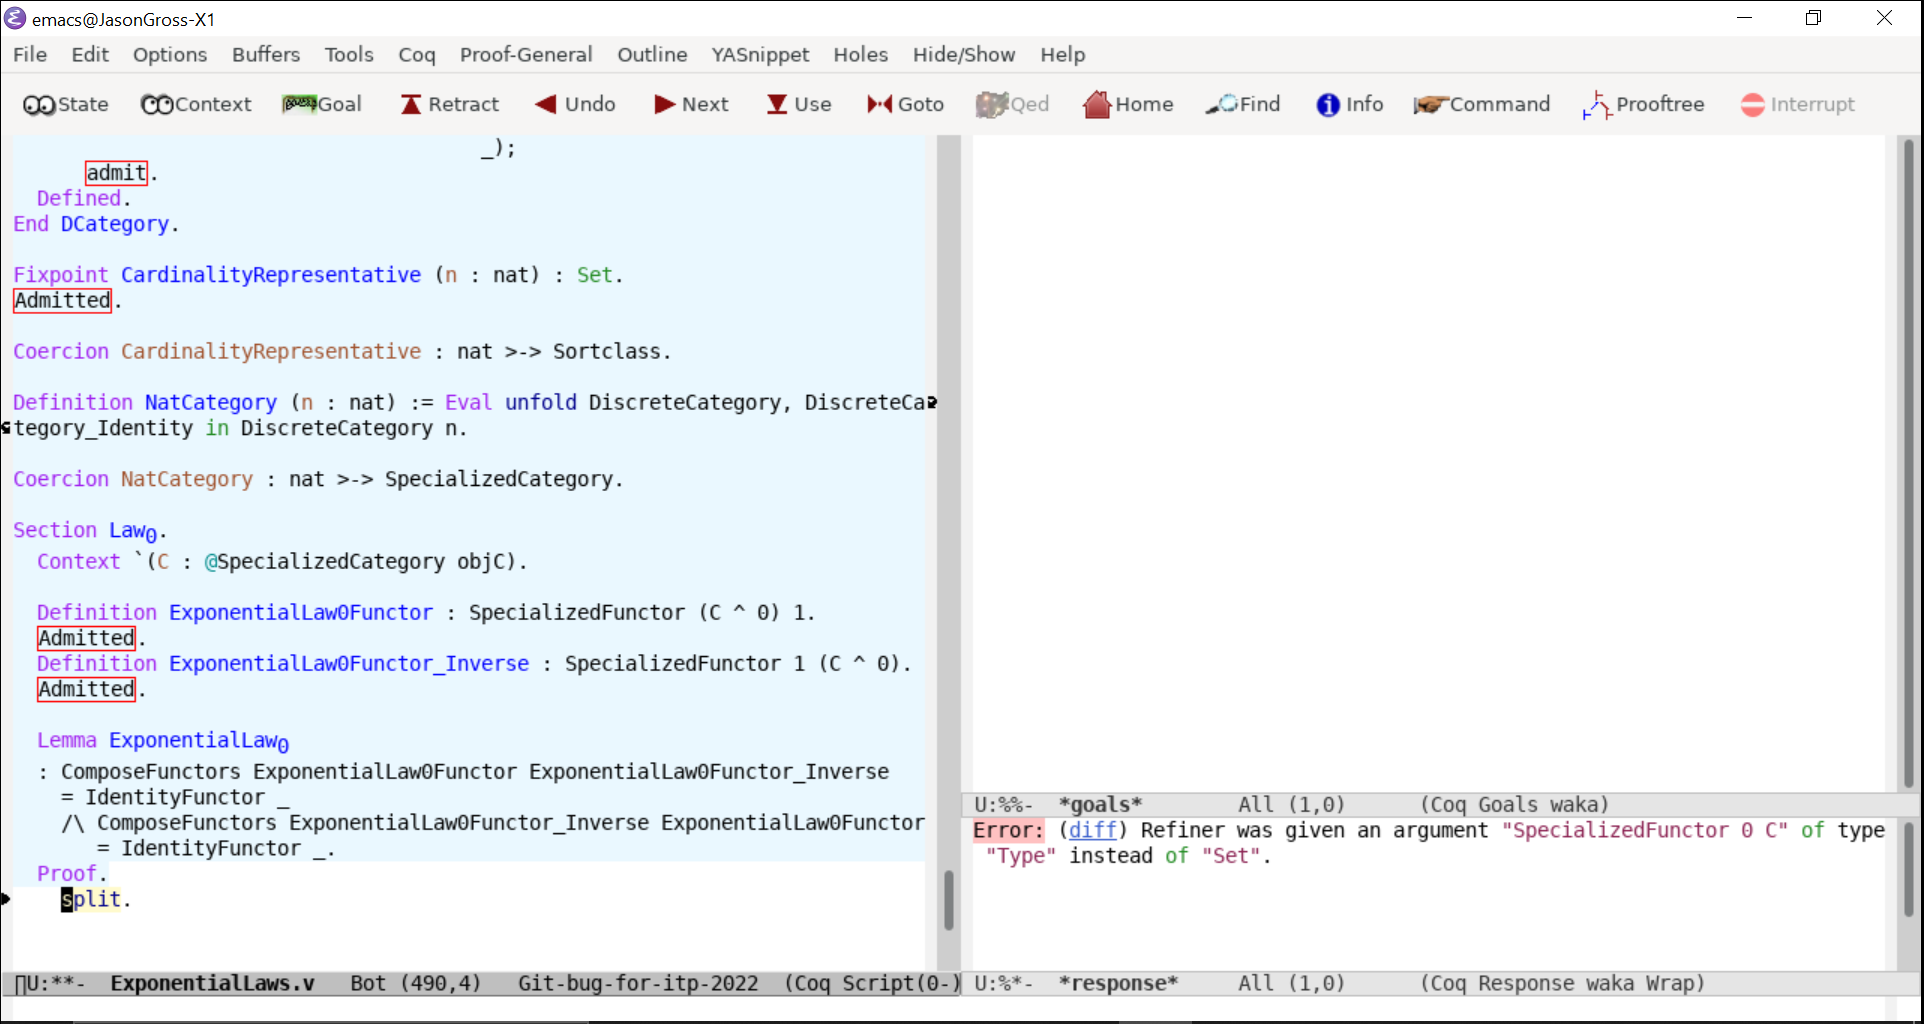 emacs@JasonGross-X1
File Edit Options Buffers Tools Coq Proof-General Outline YASnippet Holes Hide/Show Help
State Context Goal Retract Undo Next Use Goto Qed Home Find Info Command Prooftree Interrupt
_);
admit.
Defined.
End DCategory.
Fixpoint CardinalityRepresentative (n : nat) : Set.
Admitted.
Coercion CardinalityRepresentative : nat >-> Sortclass.
Definition NatCategory (n : nat) := Eval unfold DiscreteCategory, DiscreteCa
tegory_Identity in DiscreteCategory n.
Coercion NatCategory : nat >-> SpecializedCategory.
Section Law0.
Context `(C : @SpecializedCategory objC).
Definition ExponentialLaw0Functor : SpecializedFunctor (C ^ 0) 1.
Admitted.
Definition ExponentialLaw0Functor_Inverse : SpecializedFunctor 1 (C ^ 0).
Admitted.
Lemma ExponentialLaw0
: ComposeFunctors ExponentialLaw0Functor ExponentialLaw0Functor_Inverse
= IdentityFunctor _
/\ ComposeFunctors ExponentialLaw0Functor_Inverse ExponentialLaw0Functor
= IdentityFunctor _.
Proof.
split.
U:**- ExponentialLaws.v Bot (490,4) Git-bug-for-itp-2022 (Coq Script(0-)
U:%%- *goals* All (1,0) (Coq Goals waka)
Error: (diff) Refiner was given an argument "SpecializedFunctor 0 C" of type
"Type" instead of "Set".
U:%*- *response* All (1,0) (Coq Response waka Wrap)